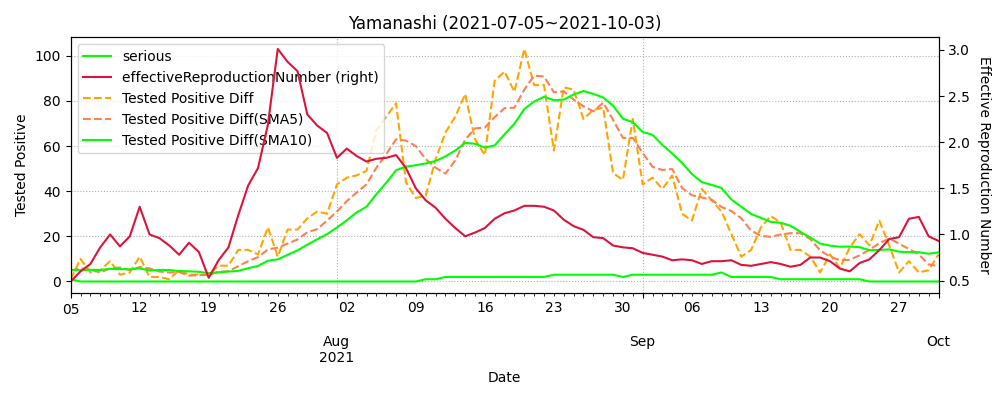 Yamanashi (2021-07-05~2021-10-03)
serious
effectiveReproductionNumber (right)
Tested Positive Diff
Tested Positive Diff(SMA5)
Tested Positive Diff(SMA10)
Tested Positive
100
80
60
40
20
0
3.0
2.5
2.0
1.5
1.0
0.5
Effective Reproduction Number
05 12 19 26 02 09 16 23 30 06 13 20 27
Aug Sep Oct
2021
Date